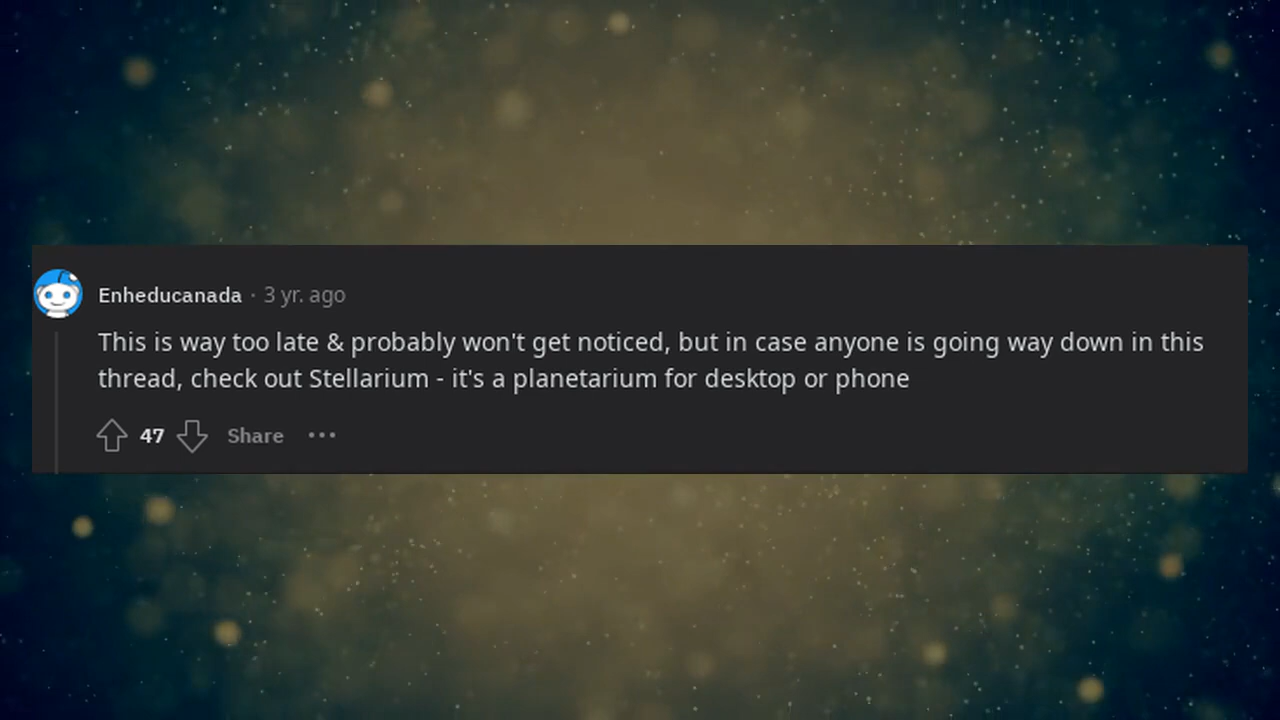 Enheducanada · 3 yr. ago
This is way too late & probably won't get noticed, but in case anyone is going way down in this
thread, check out Stellarium - it's a planetarium for desktop or phone
47 Share ···